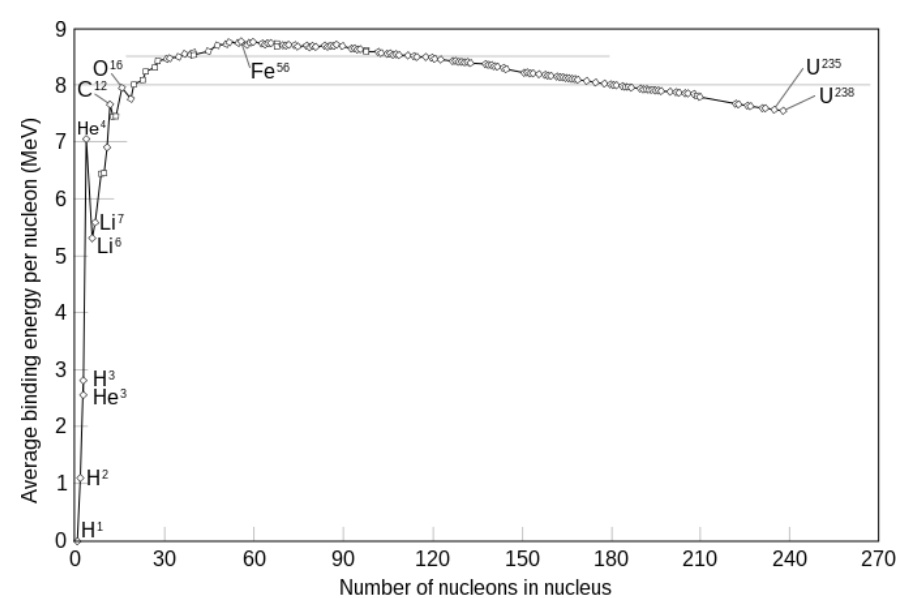 Average binding energy per nucleon (MeV)
9
8
7
6
5
4
3
2
1
0
O¹⁶
C¹²
He⁴
Li⁷
Li⁶
H³
He³
H²
H¹
Fe⁵⁶
U²³⁵
U²³⁸
0 30 60 90 120 150 180 210 240 270
Number of nucleons in nucleus